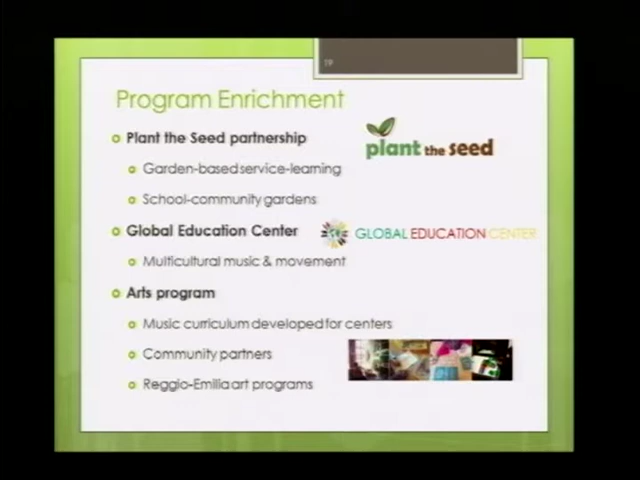 19
Program Enrichment
Plant the Seed partnership
plant the seed
Garden-based service-learning
School-community gardens
Global Education Center
GLOBAL EDUCATION CENTER
Multicultural music & movement
Arts program
Music curriculum developed for centers
Community partners
Reggio-Emilia art programs